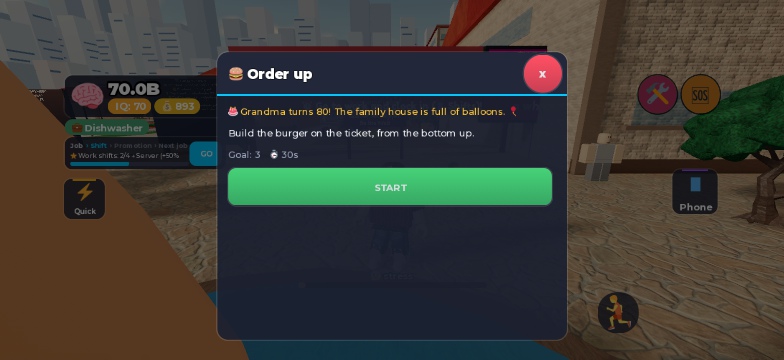 Order up
X
70.0B
IQ: 70
893
Dishwasher
Job › Shift › Promotion › Next job
Work shifts: 2/4 • Server (+50%
GO
Quick
Grandma turns 80! The family house is full of balloons.
Build the burger on the ticket, from the bottom up.
Goal: 3 30s
START
SOS
Phone